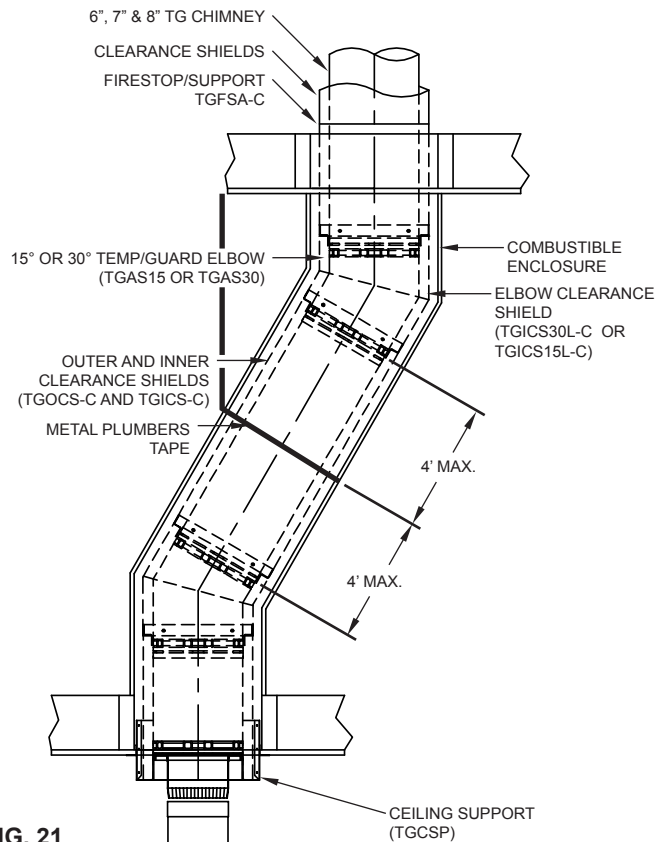 6”, 7” & 8” TG CHIMNEY
CLEARANCE SHIELDS
FIRESTOP/SUPPORT
TGFSA-C
15° OR 30° TEMP/GUARD ELBOW
(TGAS15 OR TGAS30)
COMBUSTIBLE
ENCLOSURE
ELBOW CLEARANCE
SHIELD
(TGICS30L-C OR
TGICS15L-C)
OUTER AND INNER
CLEARANCE SHIELDS
(TGOCS-C AND TGICS-C)
METAL PLUMBERS
TAPE
4’ MAX.
4’ MAX.
CEILING SUPPORT
(TGCSP)
IG. 21